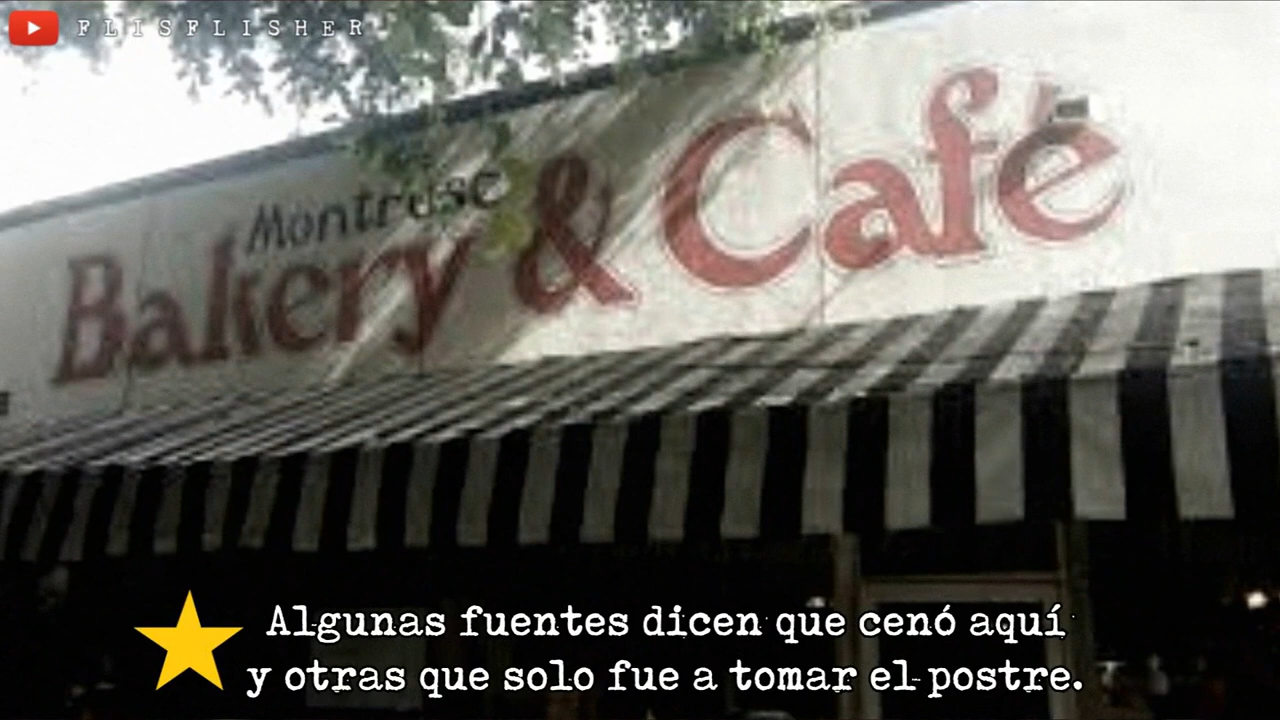 FLISFLISHER
Montrose
Bakery & Café
Algunas fuentes dicen que cenó aquí
y otras que solo fue a tomar el postre.